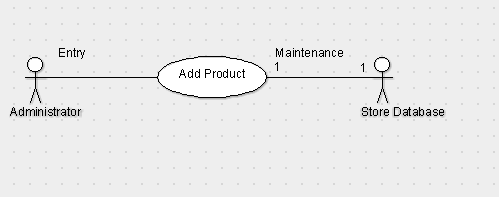 Entry
Maintenance
Add Product
1
1
Administrator
Store Database